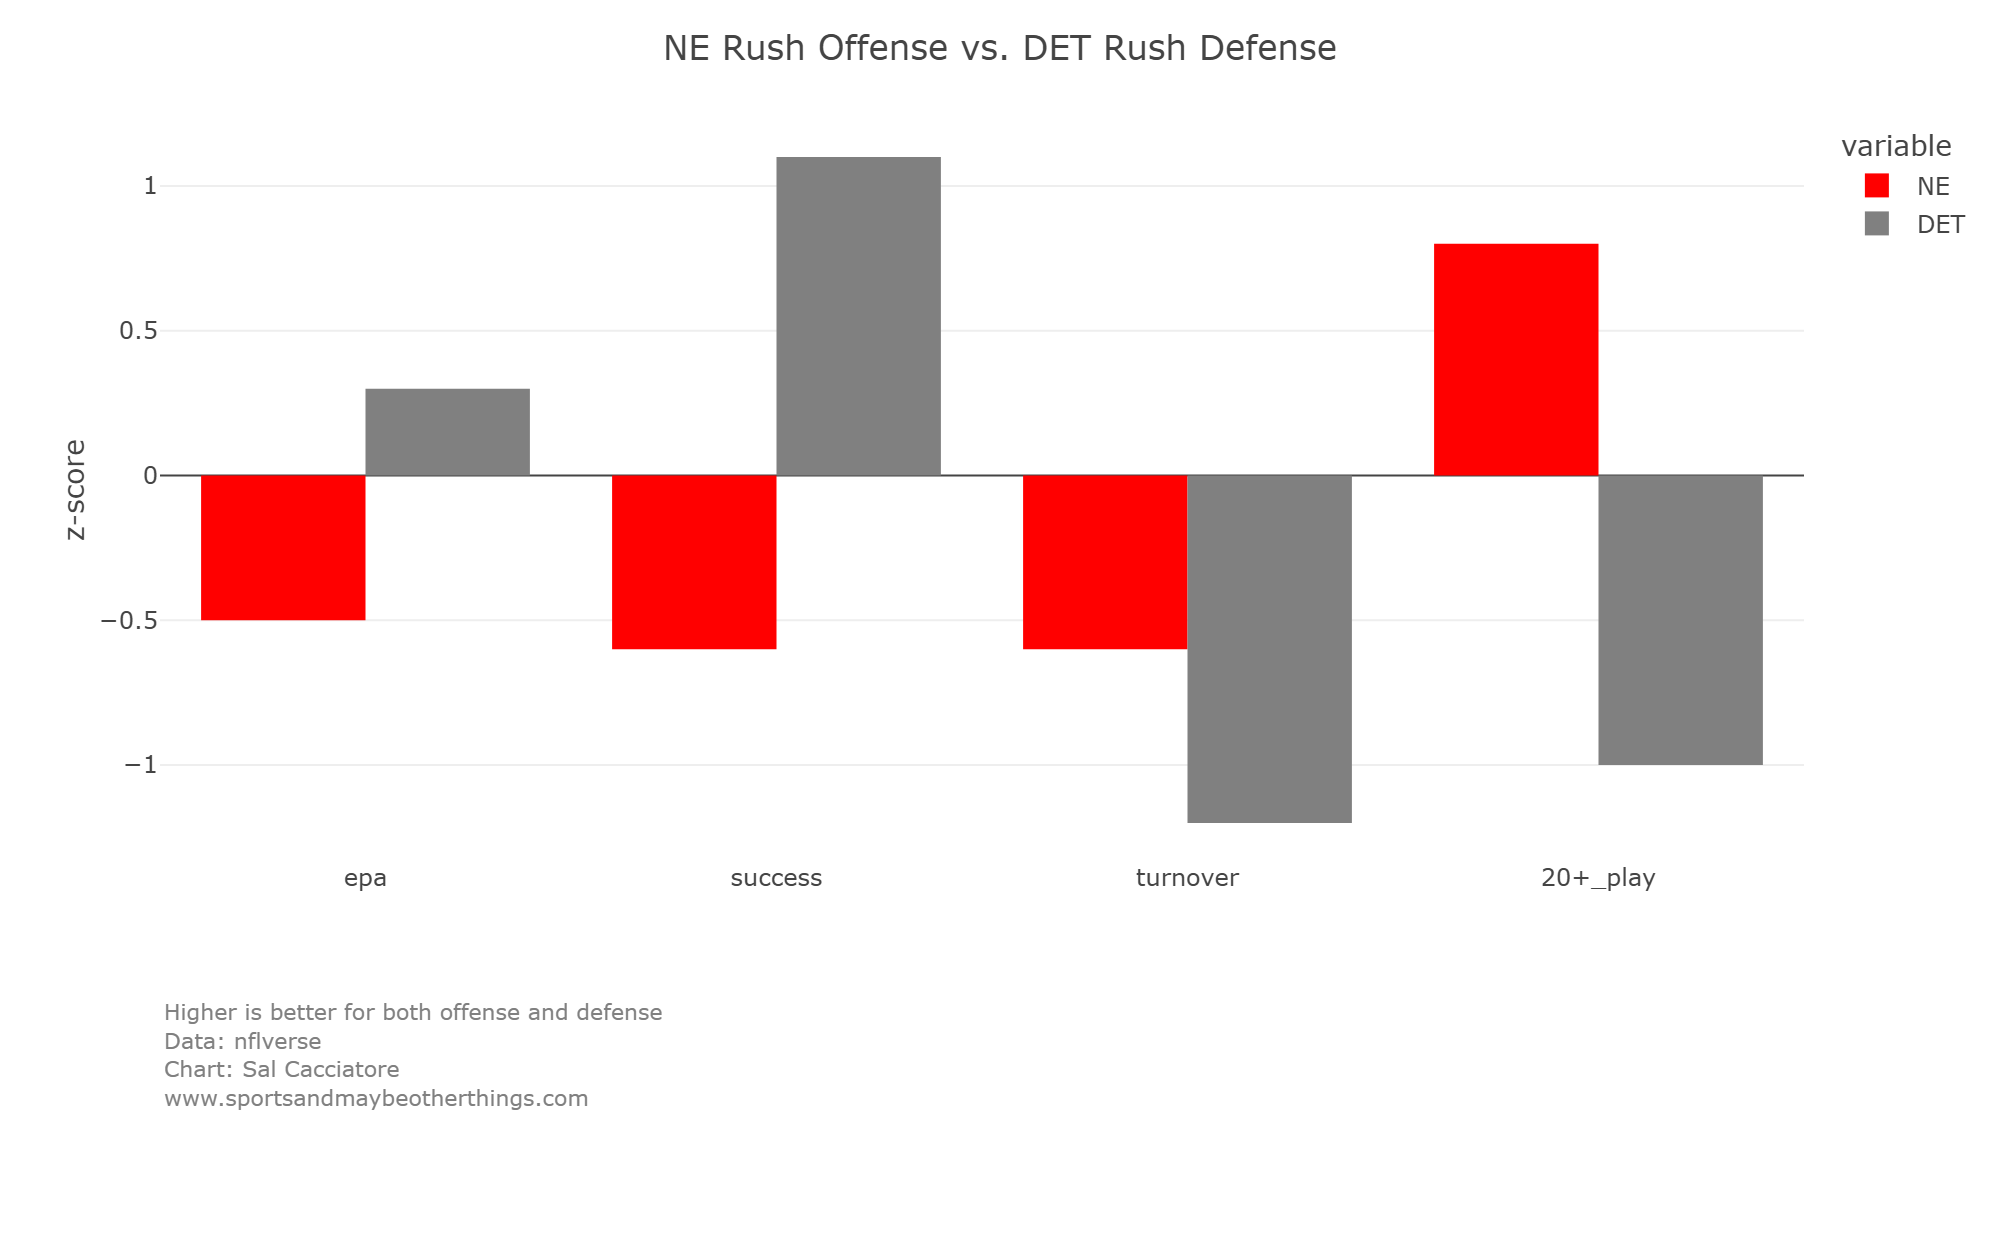 NE Rush Offense vs. DET Rush Defense
variable
NE
DET
1
0.5
0
−0.5
−1
z-score
epa
success
turnover
20+_play
Higher is better for both offense and defense
Data: nflverse
Chart: Sal Cacciatore
www.sportsandmaybeotherthings.com